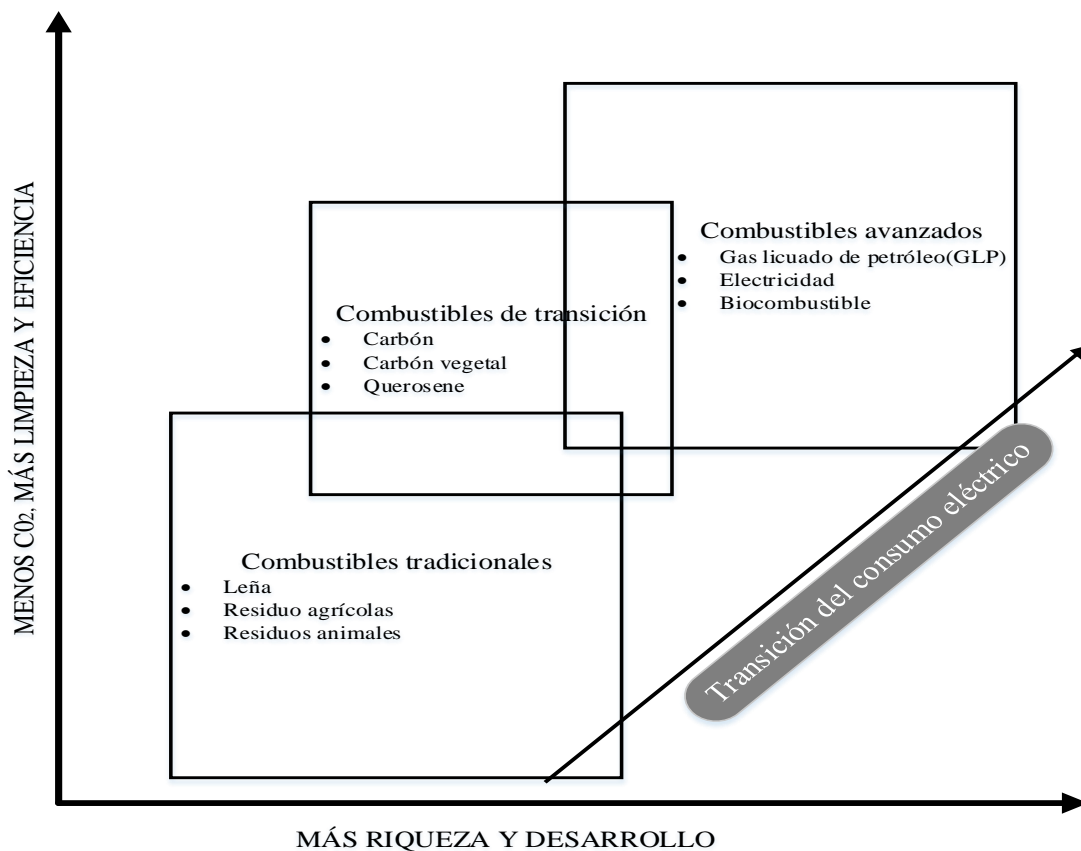 MENOS C02, MÁS LIMPIEZA Y EFICIENCIA
Combustibles avanzados
• Gas licuado de petróleo(GLP)
• Electricidad
• Biocombustible
Combustibles de transición
• Carbón
• Carbón vegetal
• Querosene
Combustibles tradicionales
• Leña
• Residuo agrícolas
• Residuos animales
Transición del consumo eléctrico
MÁS RIQUEZA Y DESARROLLO